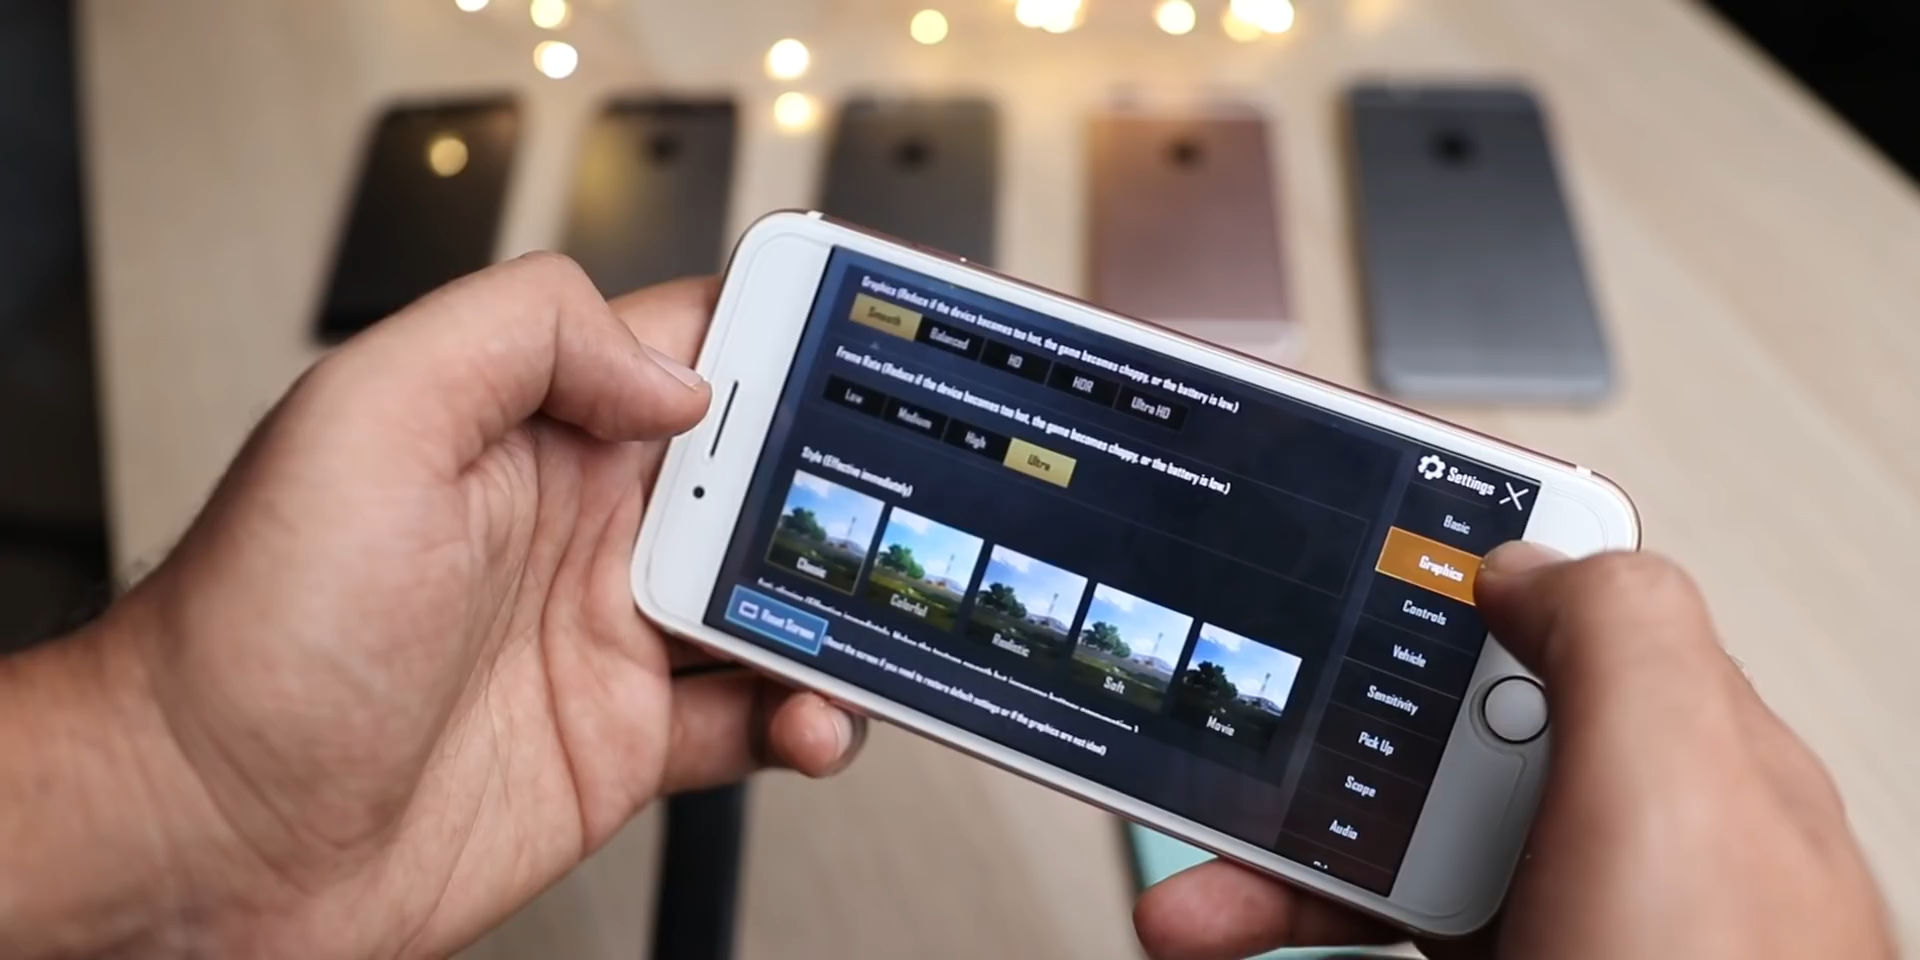 Graphics (Reduce if the device becomes too hot, the game becomes choppy, or the battery is low.)
Smooth Balanced HD HDR Ultra HD
Frame Rate (Reduce if the device becomes too hot, the game becomes choppy, or the battery is low.)
Low Medium High Ultra
Style (Effective immediately)
Classic Colorful Realistic Soft Movie
Reset Screen
(Reset the screen if you need to restore default settings or if the graphics are not ideal)
Settings
Basic
Graphics
Controls
Vehicle
Sensitivity
Pick Up
Scope
Audio